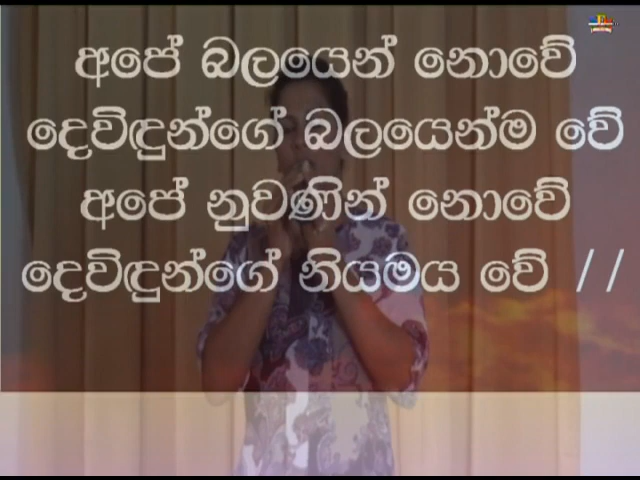 අපේ බලයෙන් නොවේ
දෙවිඳුන්ගේ බලයෙන්ම වේ
අපේ නුවණින් නොවේ
දෙවිඳුන්ගේ නියමය වේ //